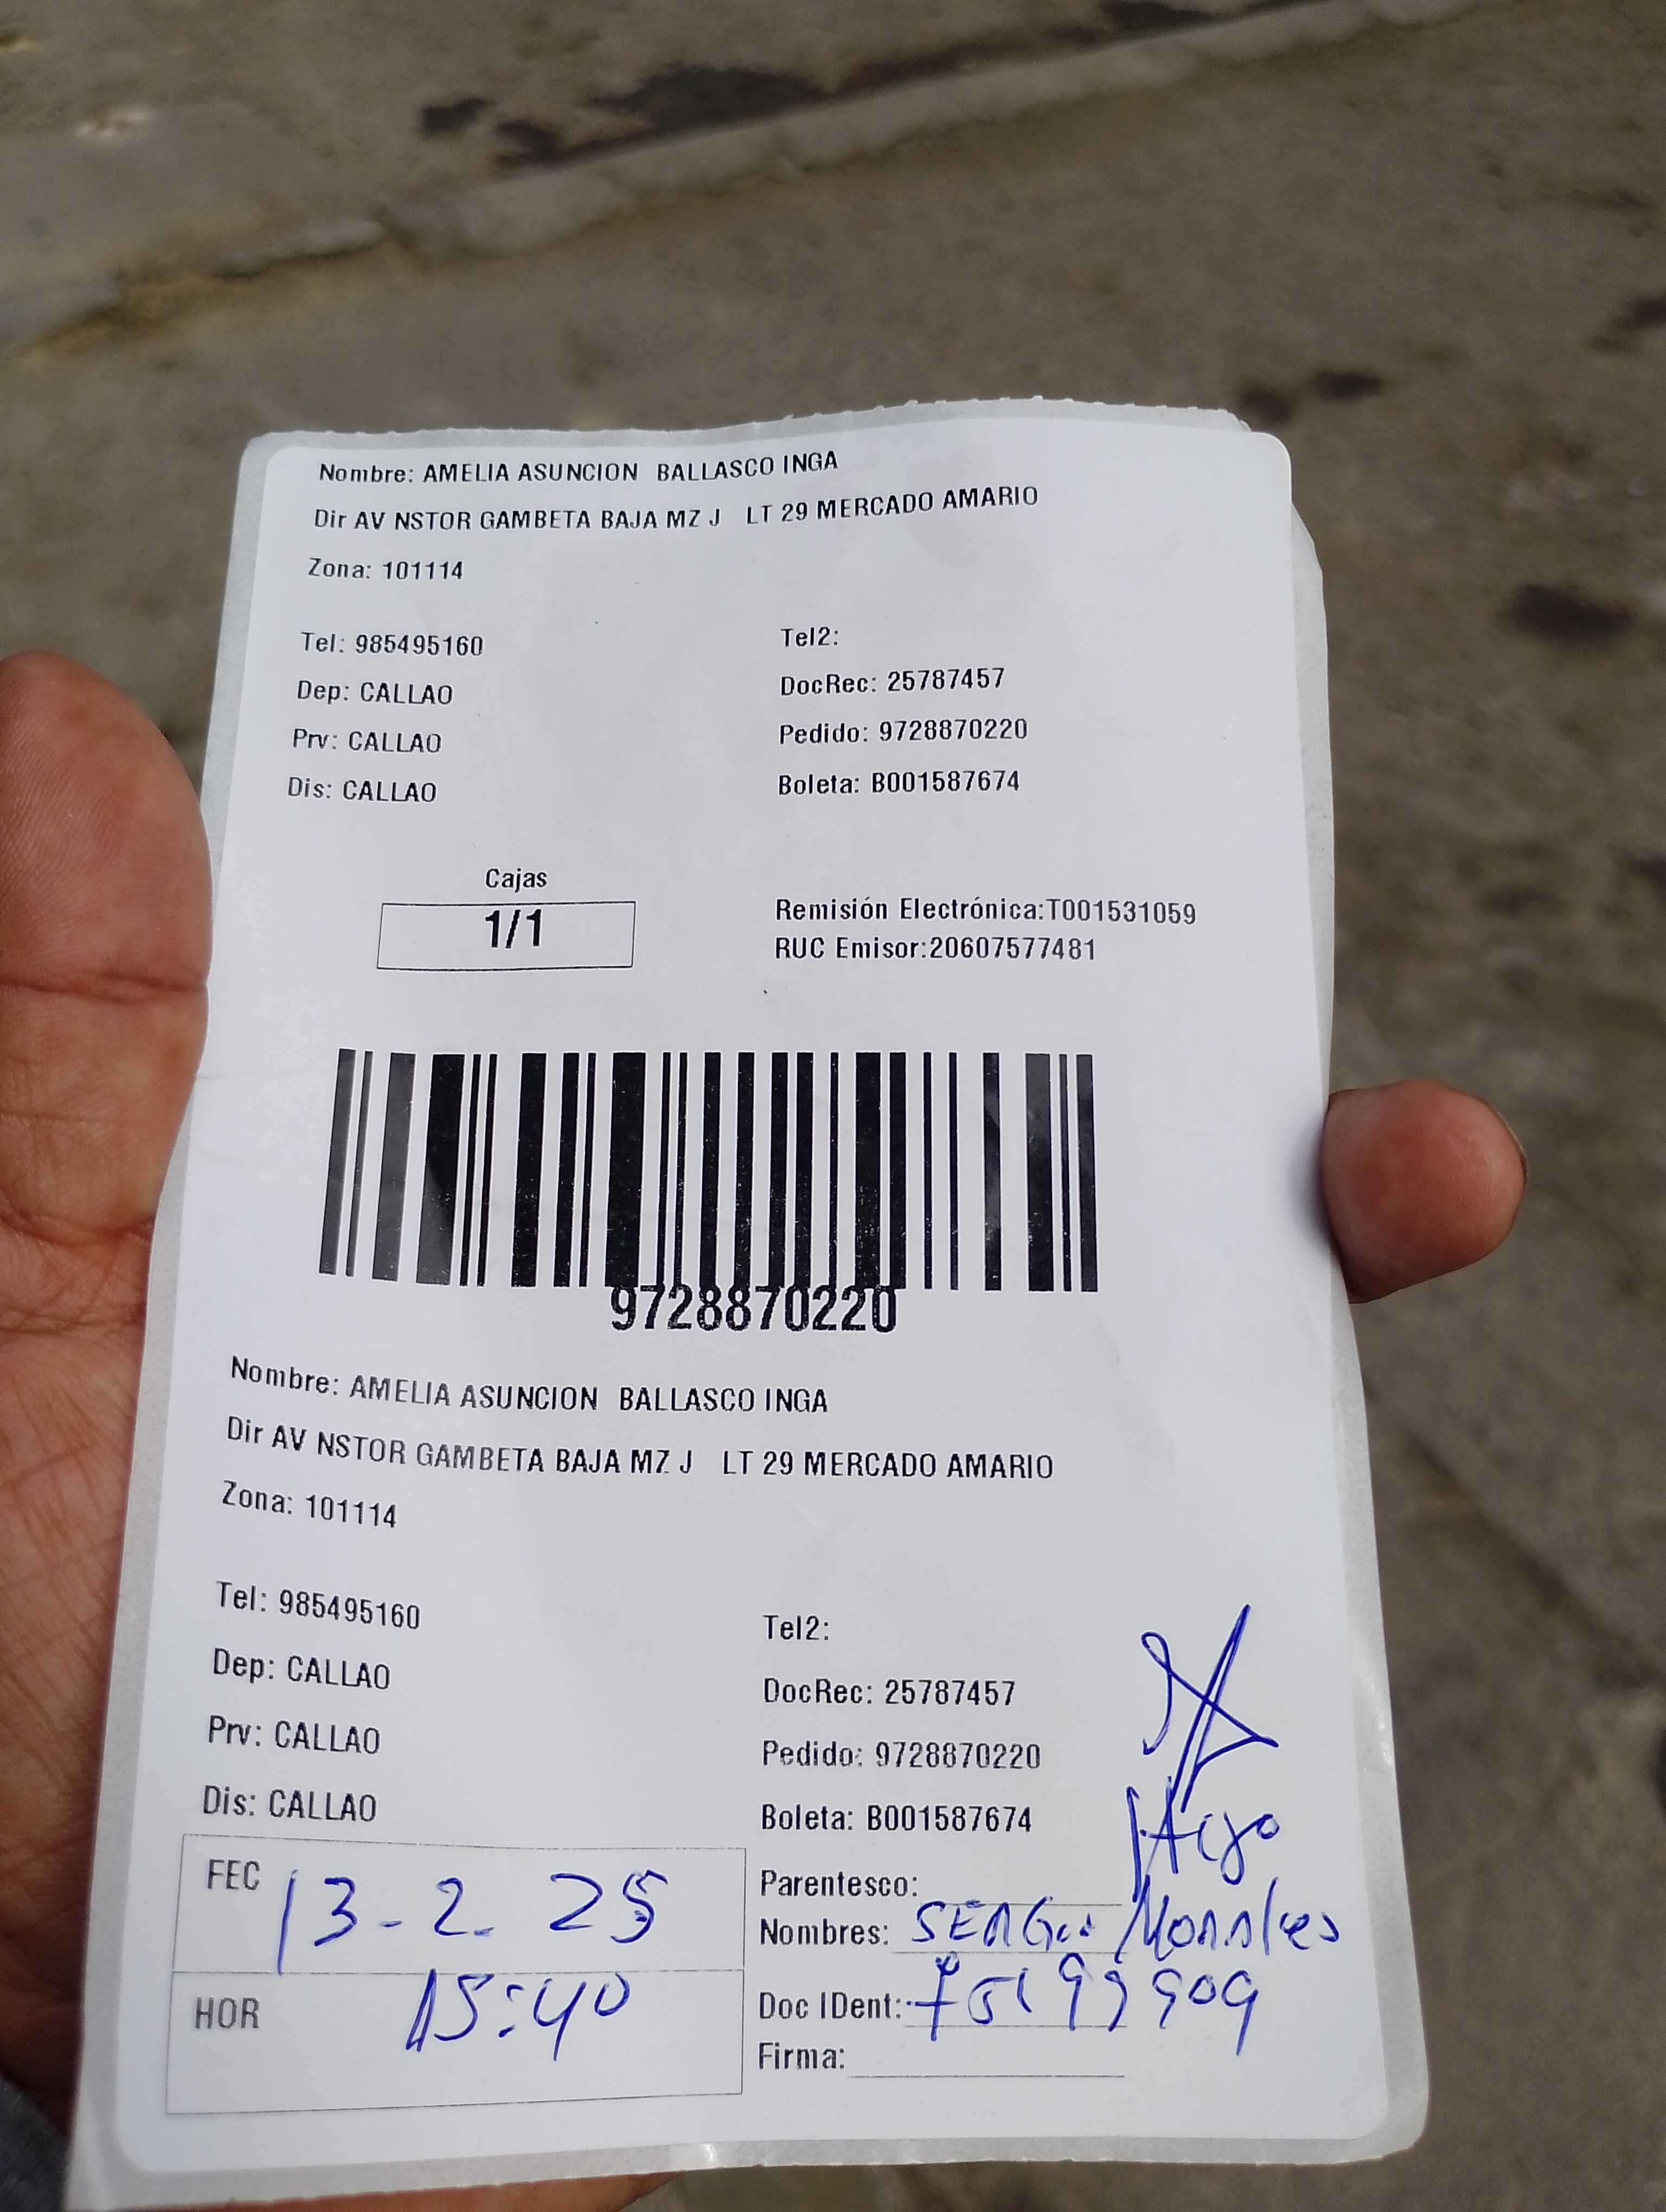 Nombre: AMELIA ASUNCION BALLASCO INGA
Dir AV NSTOR GAMBETA BAJA MZ J LT 29 MERCADO AMARIO
Zona: 101114
Tel: 985495160 Tel2:
DocRec: 25787457
Dep: CALLAO
Pedido: 9728870220
Prv: CALLAO
Boleta: B001587674
Dis: CALLAO
Cajas
1/1
Remisión Electrónica:T001531059
RUC Emisor:20607577481
9728870220
Nombre: AMELIA ASUNCION BALLASCO INGA
Dir AV NSTOR GAMBETA BAJA MZ J LT 29 MERCADO AMARIO
Zona: 101114
Tel: 985495160 Tel2:
Dep: CALLAO DocRec: 25787457
Prv: CALLAO Pedido: 9728870220
Dis: CALLAO Boleta: B001587674
FEC 13-2. 25
HOR 15:40
Parentesco: Hijo
Nombres: SERGio Morales
Doc IDent:
Firma: